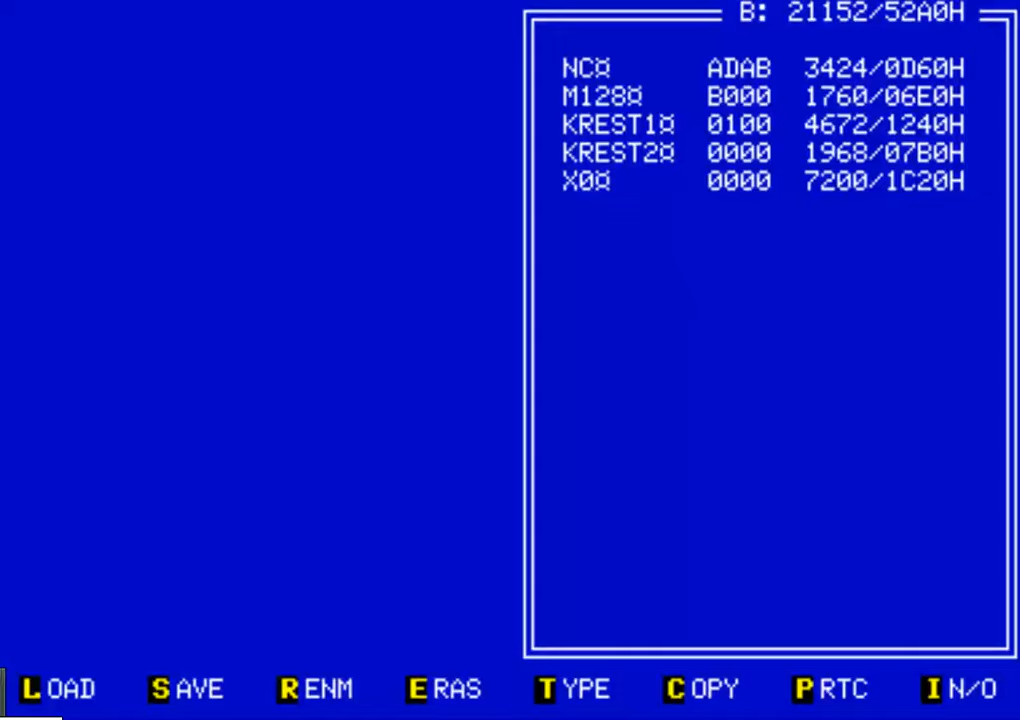 B: 21152/52A0H
NC¤ ADAB 3424/0D60H
M128¤ B000 1760/06E0H
KREST1¤ 0100 4672/1240H
KREST2¤ 0000 1968/07B0H
X0¤ 0000 7200/1C20H
LOAD SAVE RENM ERAS TYPE COPY PRTC IN/O